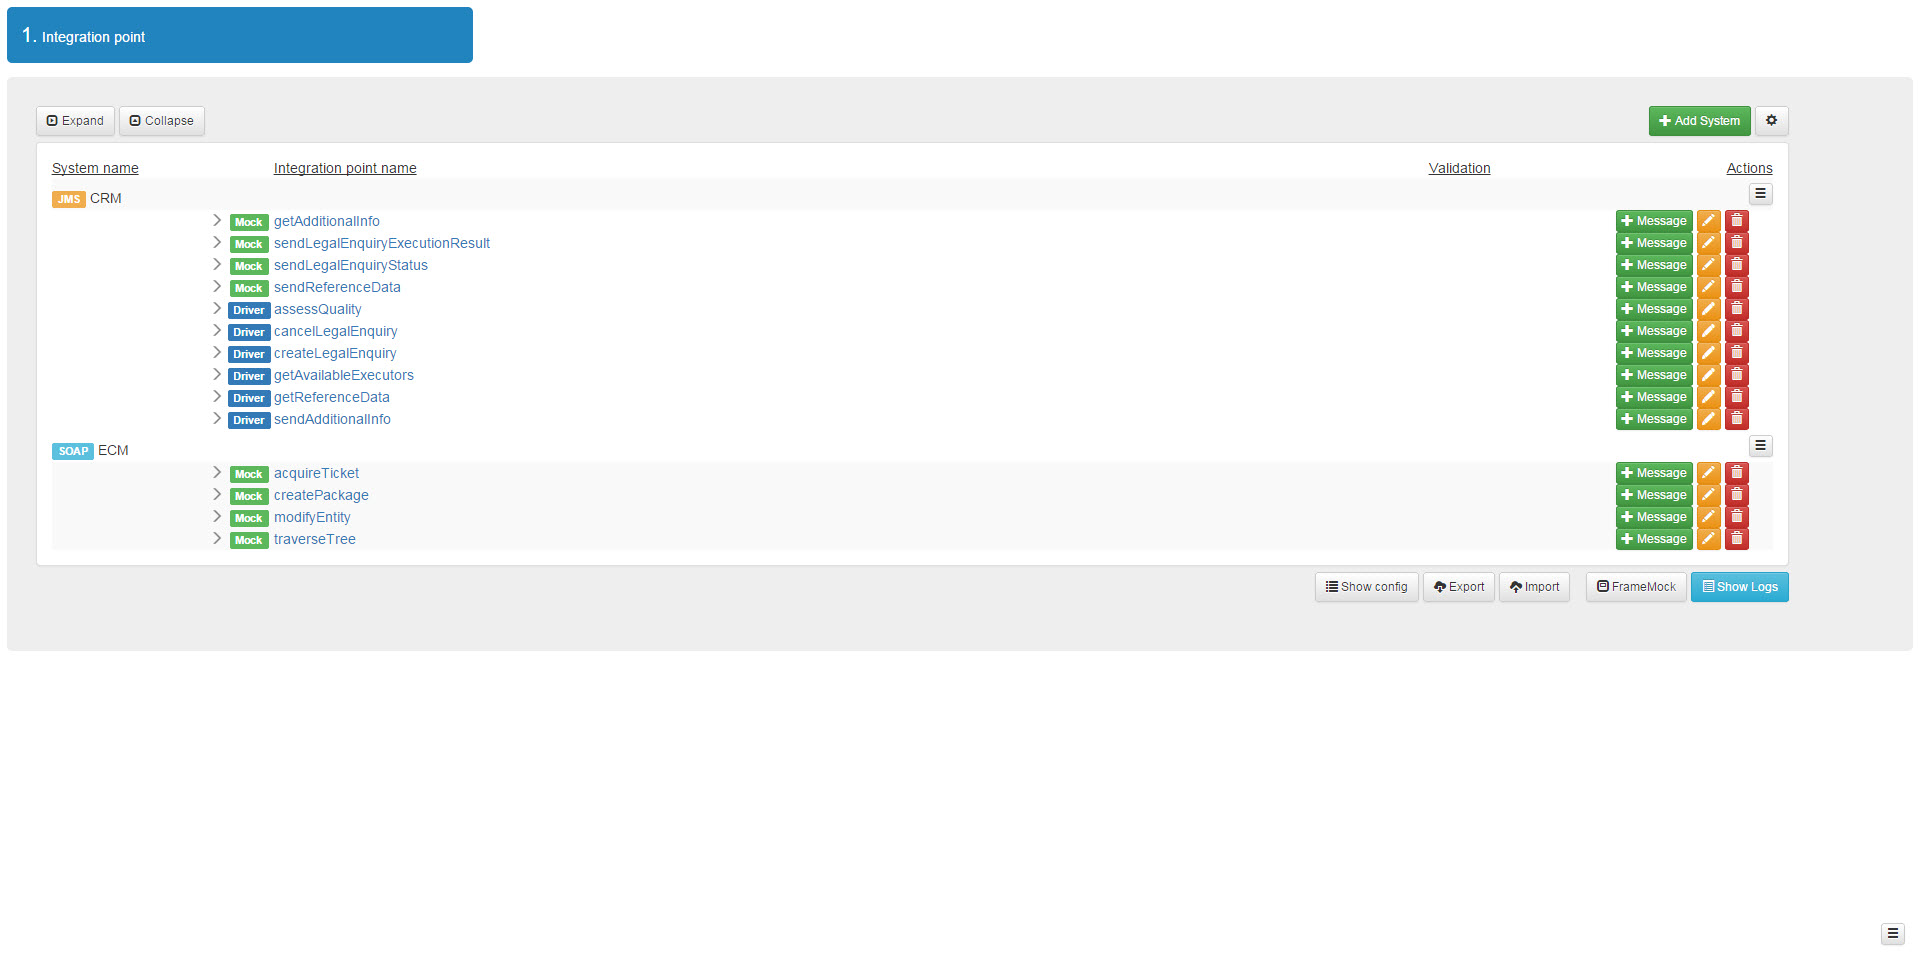 1. Integration point
Expand Collapse Add System
System name Integration point name Validation Actions
JMS CRM
Mock getAdditionalInfo Message
Mock sendLegalEnquiryExecutionResult Message
Mock sendLegalEnquiryStatus Message
Mock sendReferenceData Message
Driver assessQuality Message
Driver cancelLegalEnquiry Message
Driver createLegalEnquiry Message
Driver getAvailableExecutors Message
Driver getReferenceData Message
Driver sendAdditionalInfo Message
SOAP ECM
Mock acquireTicket Message
Mock createPackage Message
Mock modifyEntity Message
Mock traverseTree Message
Show config Export Import FrameMock Show Logs